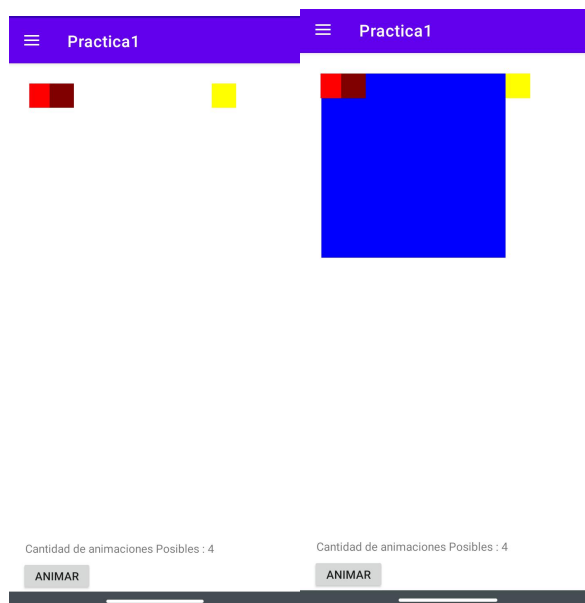 Practica1
Cantidad de animaciones Posibles : 4
ANIMAR
Practica1
Cantidad de animaciones Posibles : 4
ANIMAR